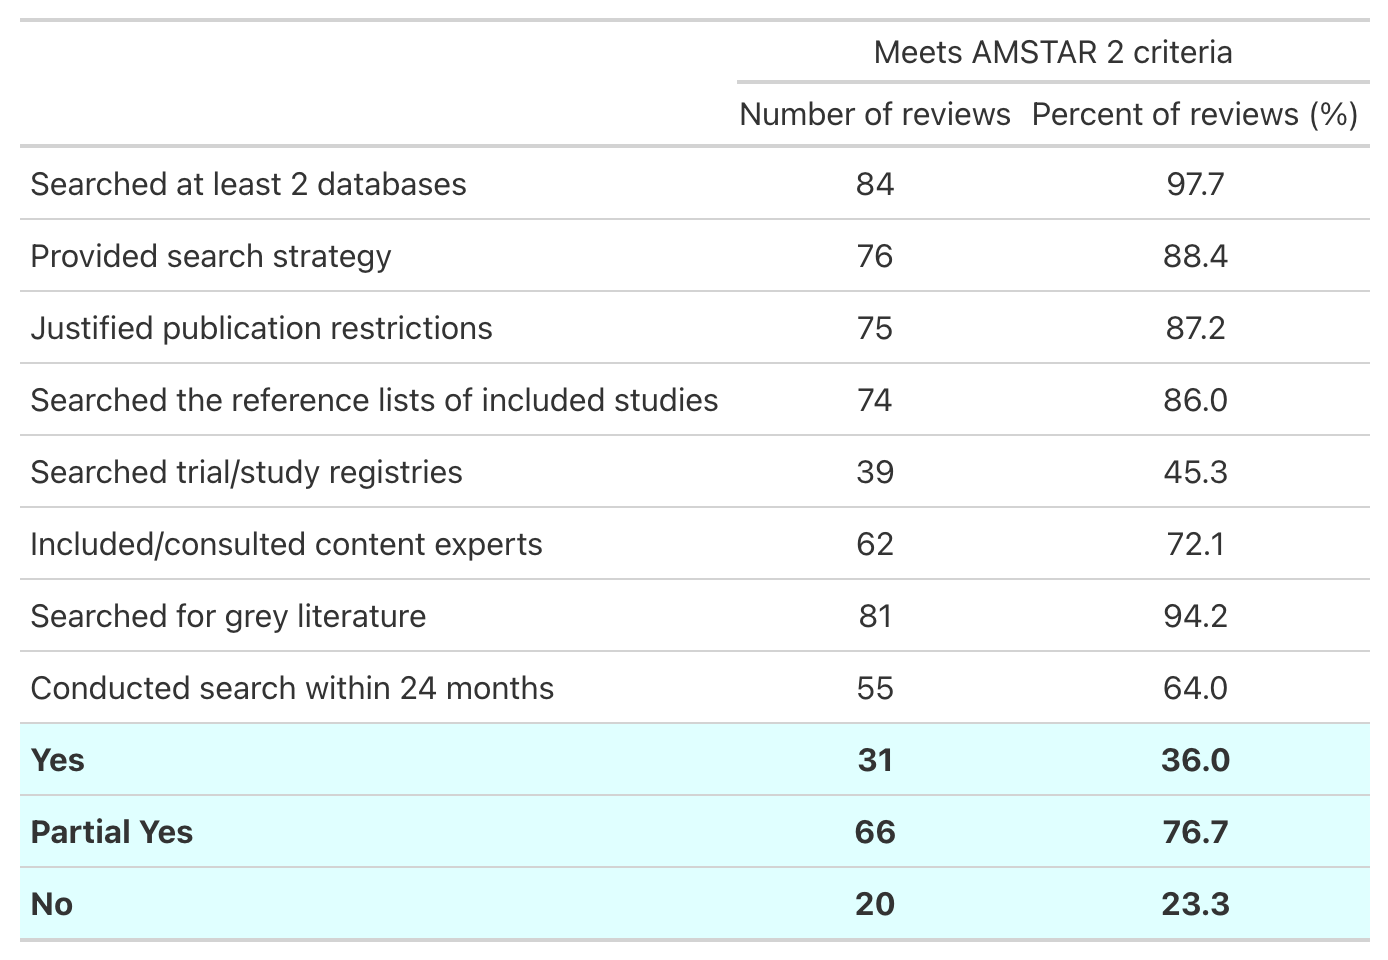 Meets AMSTAR 2 criteria
Number of reviews Percent of reviews (%)
Searched at least 2 databases 84 97.7
Provided search strategy 76 88.4
Justified publication restrictions 75 87.2
Searched the reference lists of included studies 74 86.0
Searched trial/study registries 39 45.3
Included/consulted content experts 62 72.1
Searched for grey literature 81 94.2
Conducted search within 24 months 55 64.0
Yes 31 36.0
Partial Yes 66 76.7
No 20 23.3